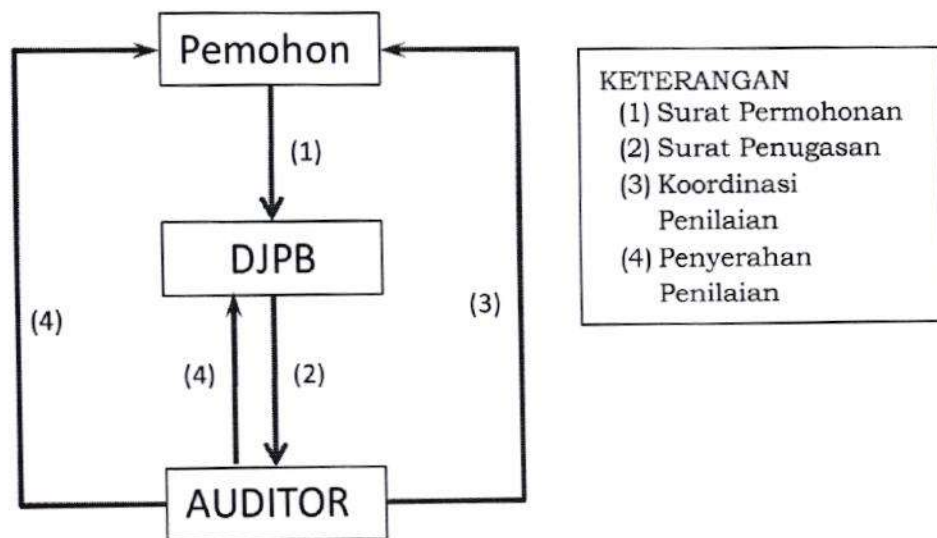 Pemohon
(1)
DJPB
(4)
(4)
(2)
(3)
AUDITOR
KETERANGAN
(1) Surat Permohonan
(2) Surat Penugasan
(3) Koordinasi
Penilaian
(4) Penyerahan
Penilaian